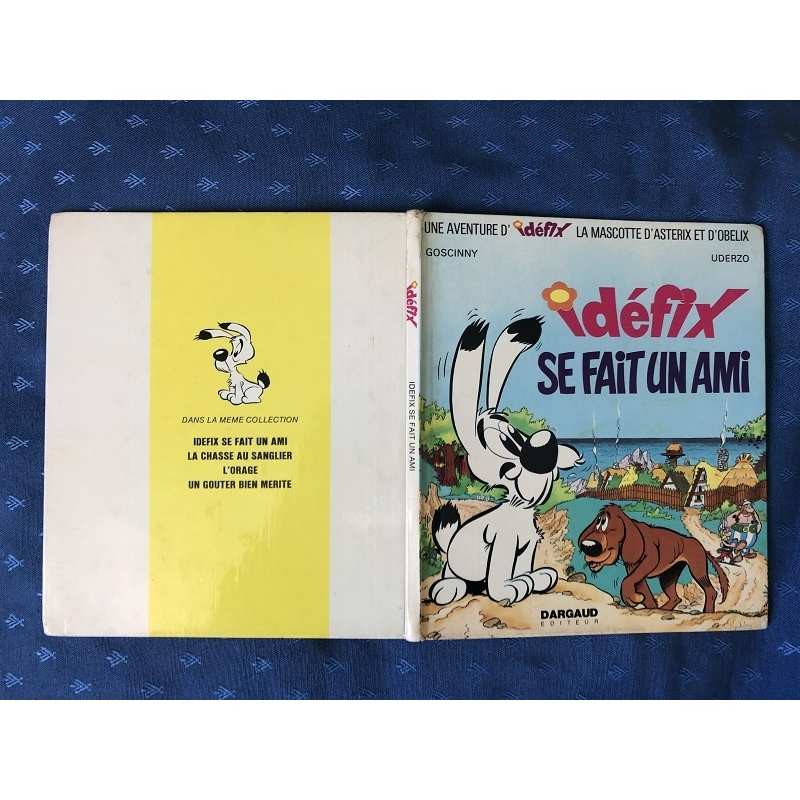 DANS LA MEME COLLECTION
IDEFIX SE FAIT UN AMI
LA CHASSE AU SANGLIER
L'ORAGE
UN GOUTER BIEN MERITE
idéfix
IDEFIX SE FAIT UN AMI
UNE AVENTURE D'idéfix LA MASCOTTE D'ASTERIX ET D'OBELIX
GOSCINNY UDERZO
idéfix
SE FAIT UN AMI
DARGAUD
EDITEUR